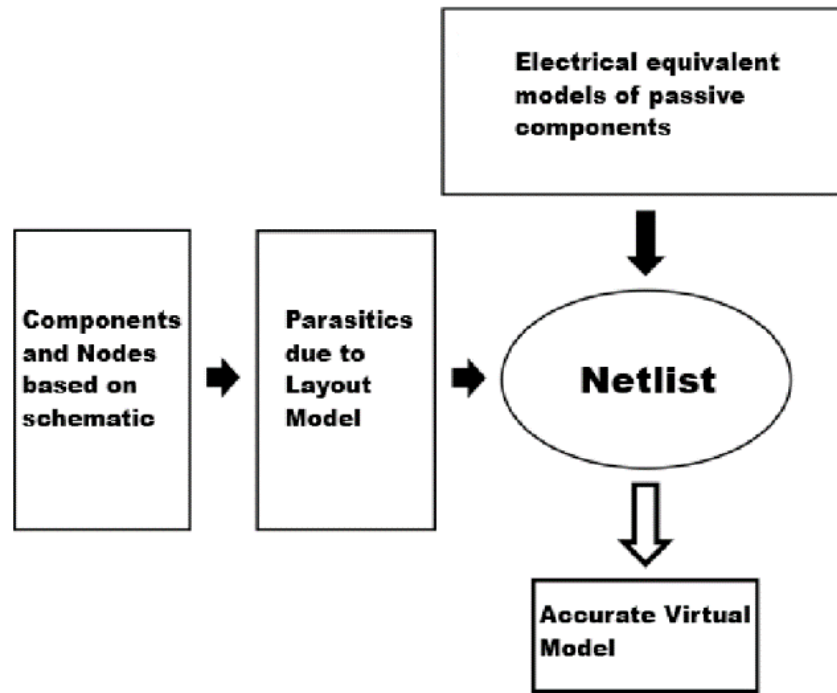 Electrical equivalent
models of passive
components
Components
and Nodes
based on
schematic
Parasitics
due to
Layout
Model
Netlist
Accurate Virtual
Model